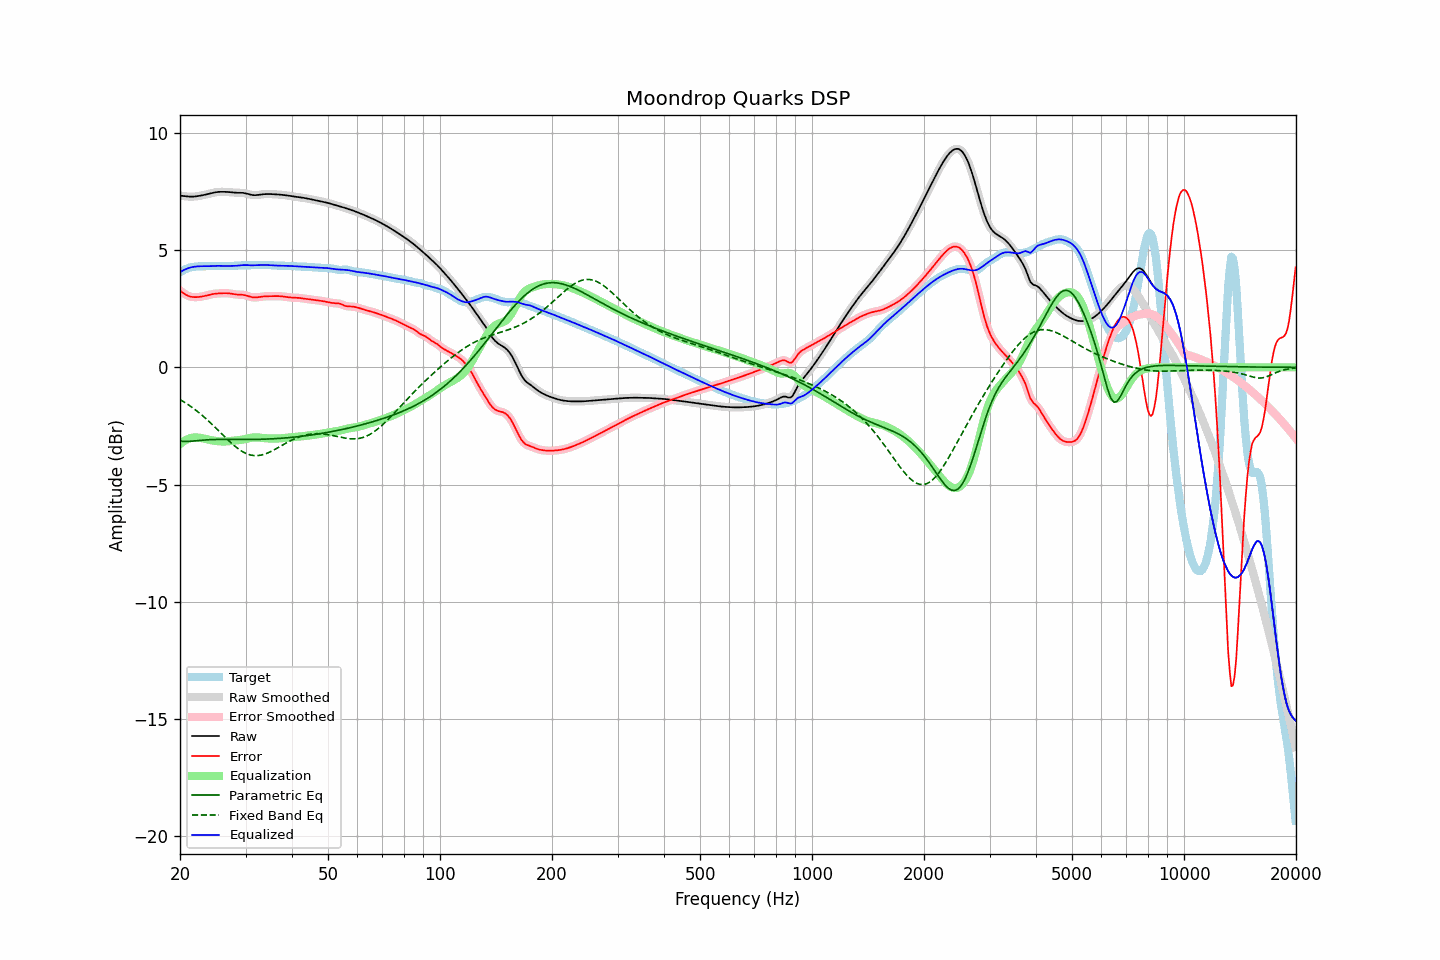 Moondrop Quarks DSP
10
5
0
−5
−10
−15
−20
Amplitude (dBr)
Target
Raw Smoothed
Error Smoothed
Raw
Error
Equalization
Parametric Eq
Fixed Band Eq
Equalized
20 50 100 200 500 1000 2000 5000 10000 20000
Frequency (Hz)